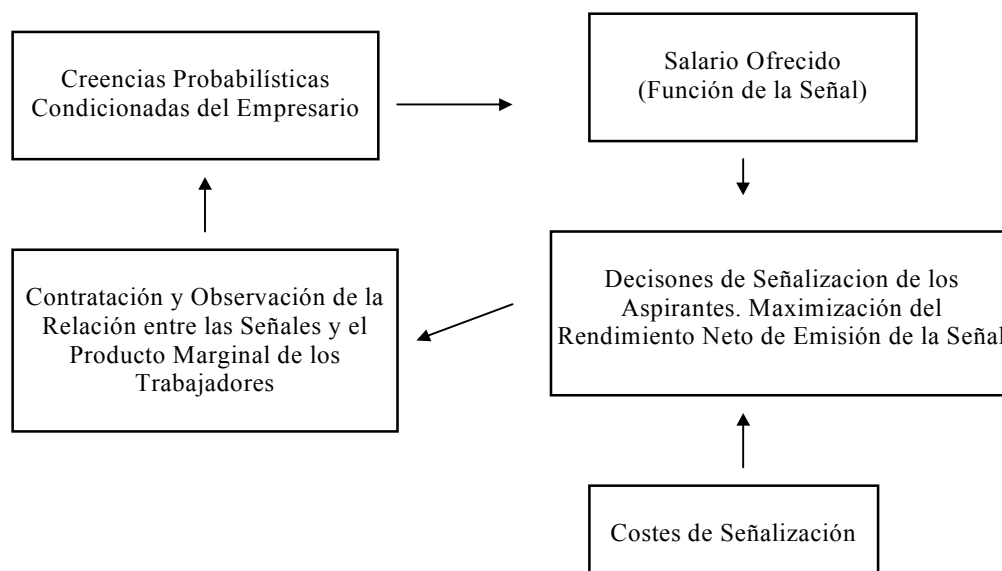 Creencias Probabilísticas
Condicionadas del Empresario
Salario Ofrecido
(Función de la Señal)
Contratación y Observación de la
Relación entre las Señales y el
Producto Marginal de los
Trabajadores
Decisones de Señalizacion de los
Aspirantes. Maximización del
Rendimiento Neto de Emisión de la Señal
Costes de Señalización